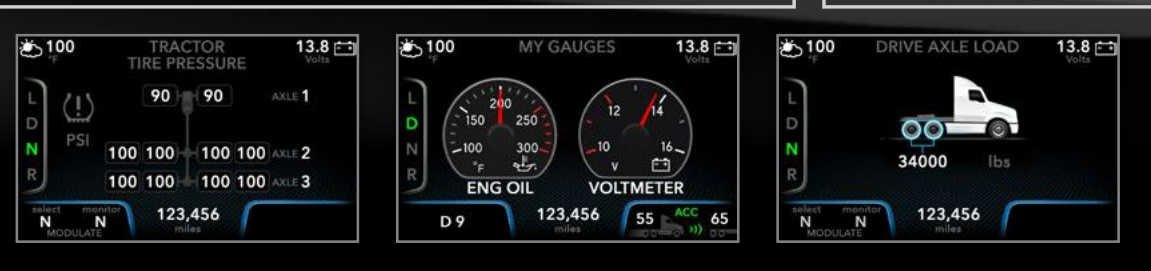 100 °F TRACTOR 13.8 Volts
TIRE PRESSURE
L D N R
PSI
90 90 AXLE 1
100 100 100 100 AXLE 2
100 100 100 100 AXLE 3
select N monitor N
MODULATE
123,456
miles
100 °F MY GAUGES 13.8 Volts
L D N R
100 150 200 250 300
°F
ENG OIL
10 12 14 16
V
VOLTMETER
D 9
123,456
miles
55 ACC 65
100 °F DRIVE AXLE LOAD 13.8 Volts
L D N R
34000 lbs
select N monitor N
MODULATE
123,456
miles